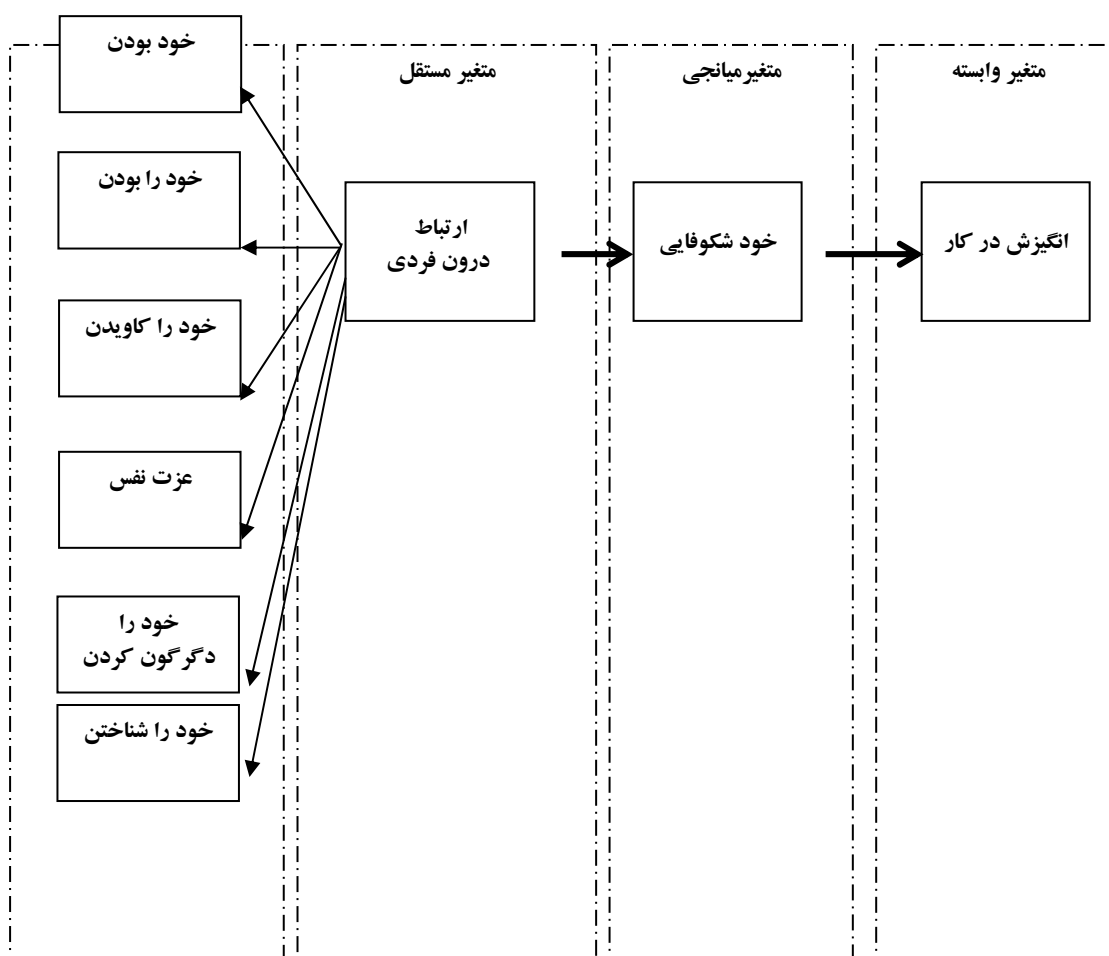 خود بودن
خود را بودن
خود را کاویدن
عزت نفس
خود را
دگرگون کردن
خود را شناختن
متغیر مستقل
ارتباط
درون فردی
متغیرمیانجی
خود شکوفایی
متغیر وابسته
انگیزش در کار